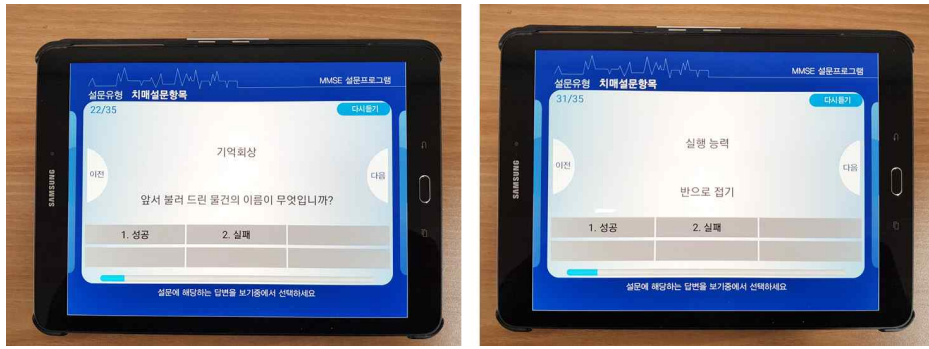 MMSE 설문프로그램
설문유형 치매설문항목
22/35
다시듣기
기억회상
이전
다음
앞서 불러 드린 물건의 이름이 무엇입니까?
1. 성공
2. 실패
설문에 해당하는 답변을 보기중에서 선택하세요
SAMSUNG
MMSE 설문프로그램
설문유형 치매설문항목
31/35
다시듣기
실행 능력
이전
다음
반으로 접기
1. 성공
2. 실패
설문에 해당하는 답변을 보기중에서 선택하세요
SAMSUNG